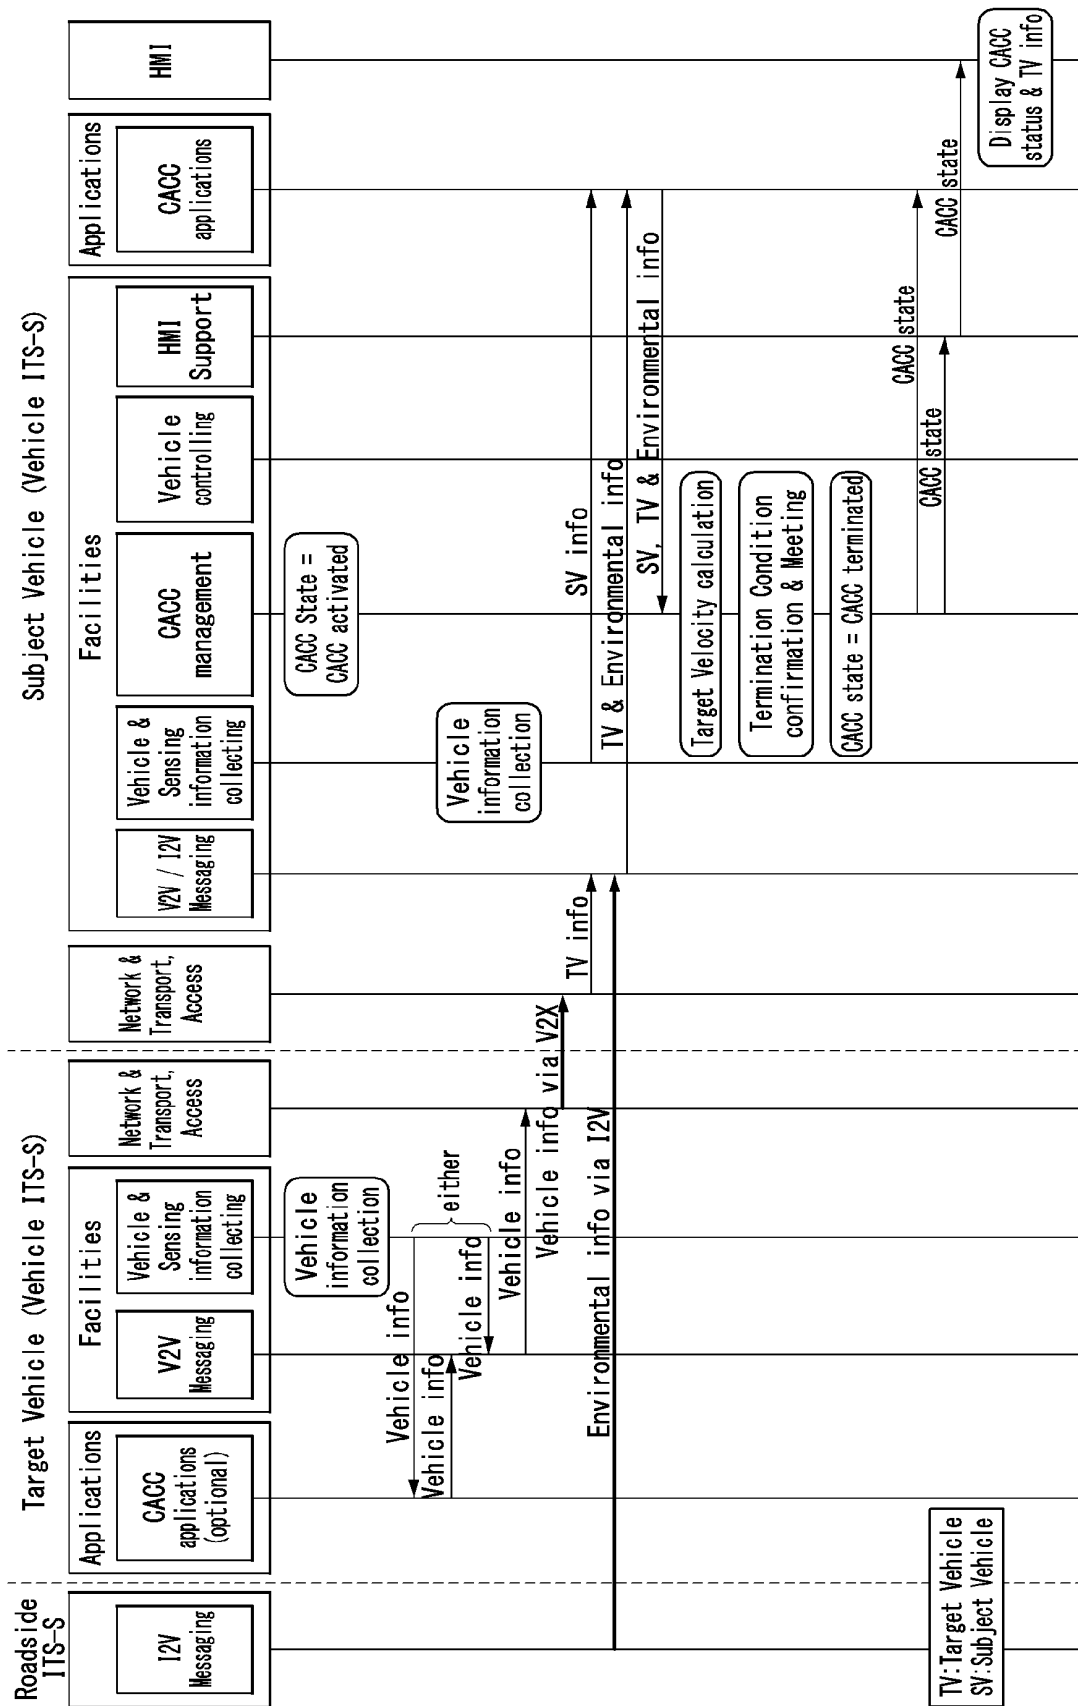 Roadside
ITS-S
Target Vehicle (Vehicle ITS-S)
Subject Vehicle (Vehicle ITS-S)
I2V
Messaging
Applications
CACC
applications
(optional)
Facilities
V2V
Messaging
Vehicle &
Sensing
information
collecting
Network &
Transport,
Access
Network &
Transport,
Access
Facilities
V2V / I2V
Messaging
Vehicle &
Sensing
information
collecting
CACC
management
Vehicle
controlling
HMI
Support
Applications
CACC
applications
HMI
Vehicle
information
collection
CACC State =
CACC activated
either
Vehicle info
Vehicle info
Vehicle info
Vehicle info
Vehicle information
collection
Vehicle info via V2X
TV info
SV info
Environmental info via I2V
TV & Environmental info
SV, TV & Environmental info
Target Velocity calculation
Termination Condition
confirmation & Meeting
CACC state = CACC terminated
CACC state
CACC state
CACC state
Display CACC
status & TV info
TV:Target Vehicle
SV:Subject Vehicle